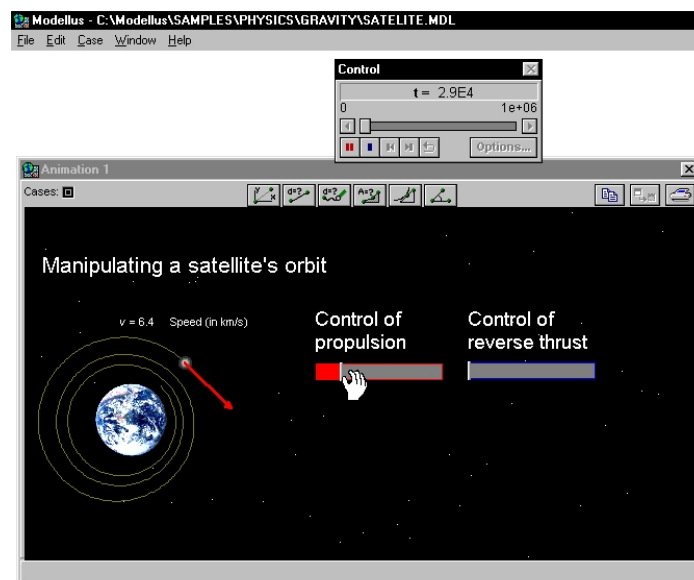 Modellus - C:\Modellus\SAMPLES\PHYSICS\GRAVITY\SATELITE.MDL
File Edit Case Window Help
Control
t = 2.9E4
0 1e+06
Options...
Animation 1
Cases:
Manipulating a satellite's orbit
v = 6.4 Speed (in km/s)
Control of propulsion
Control of reverse thrust